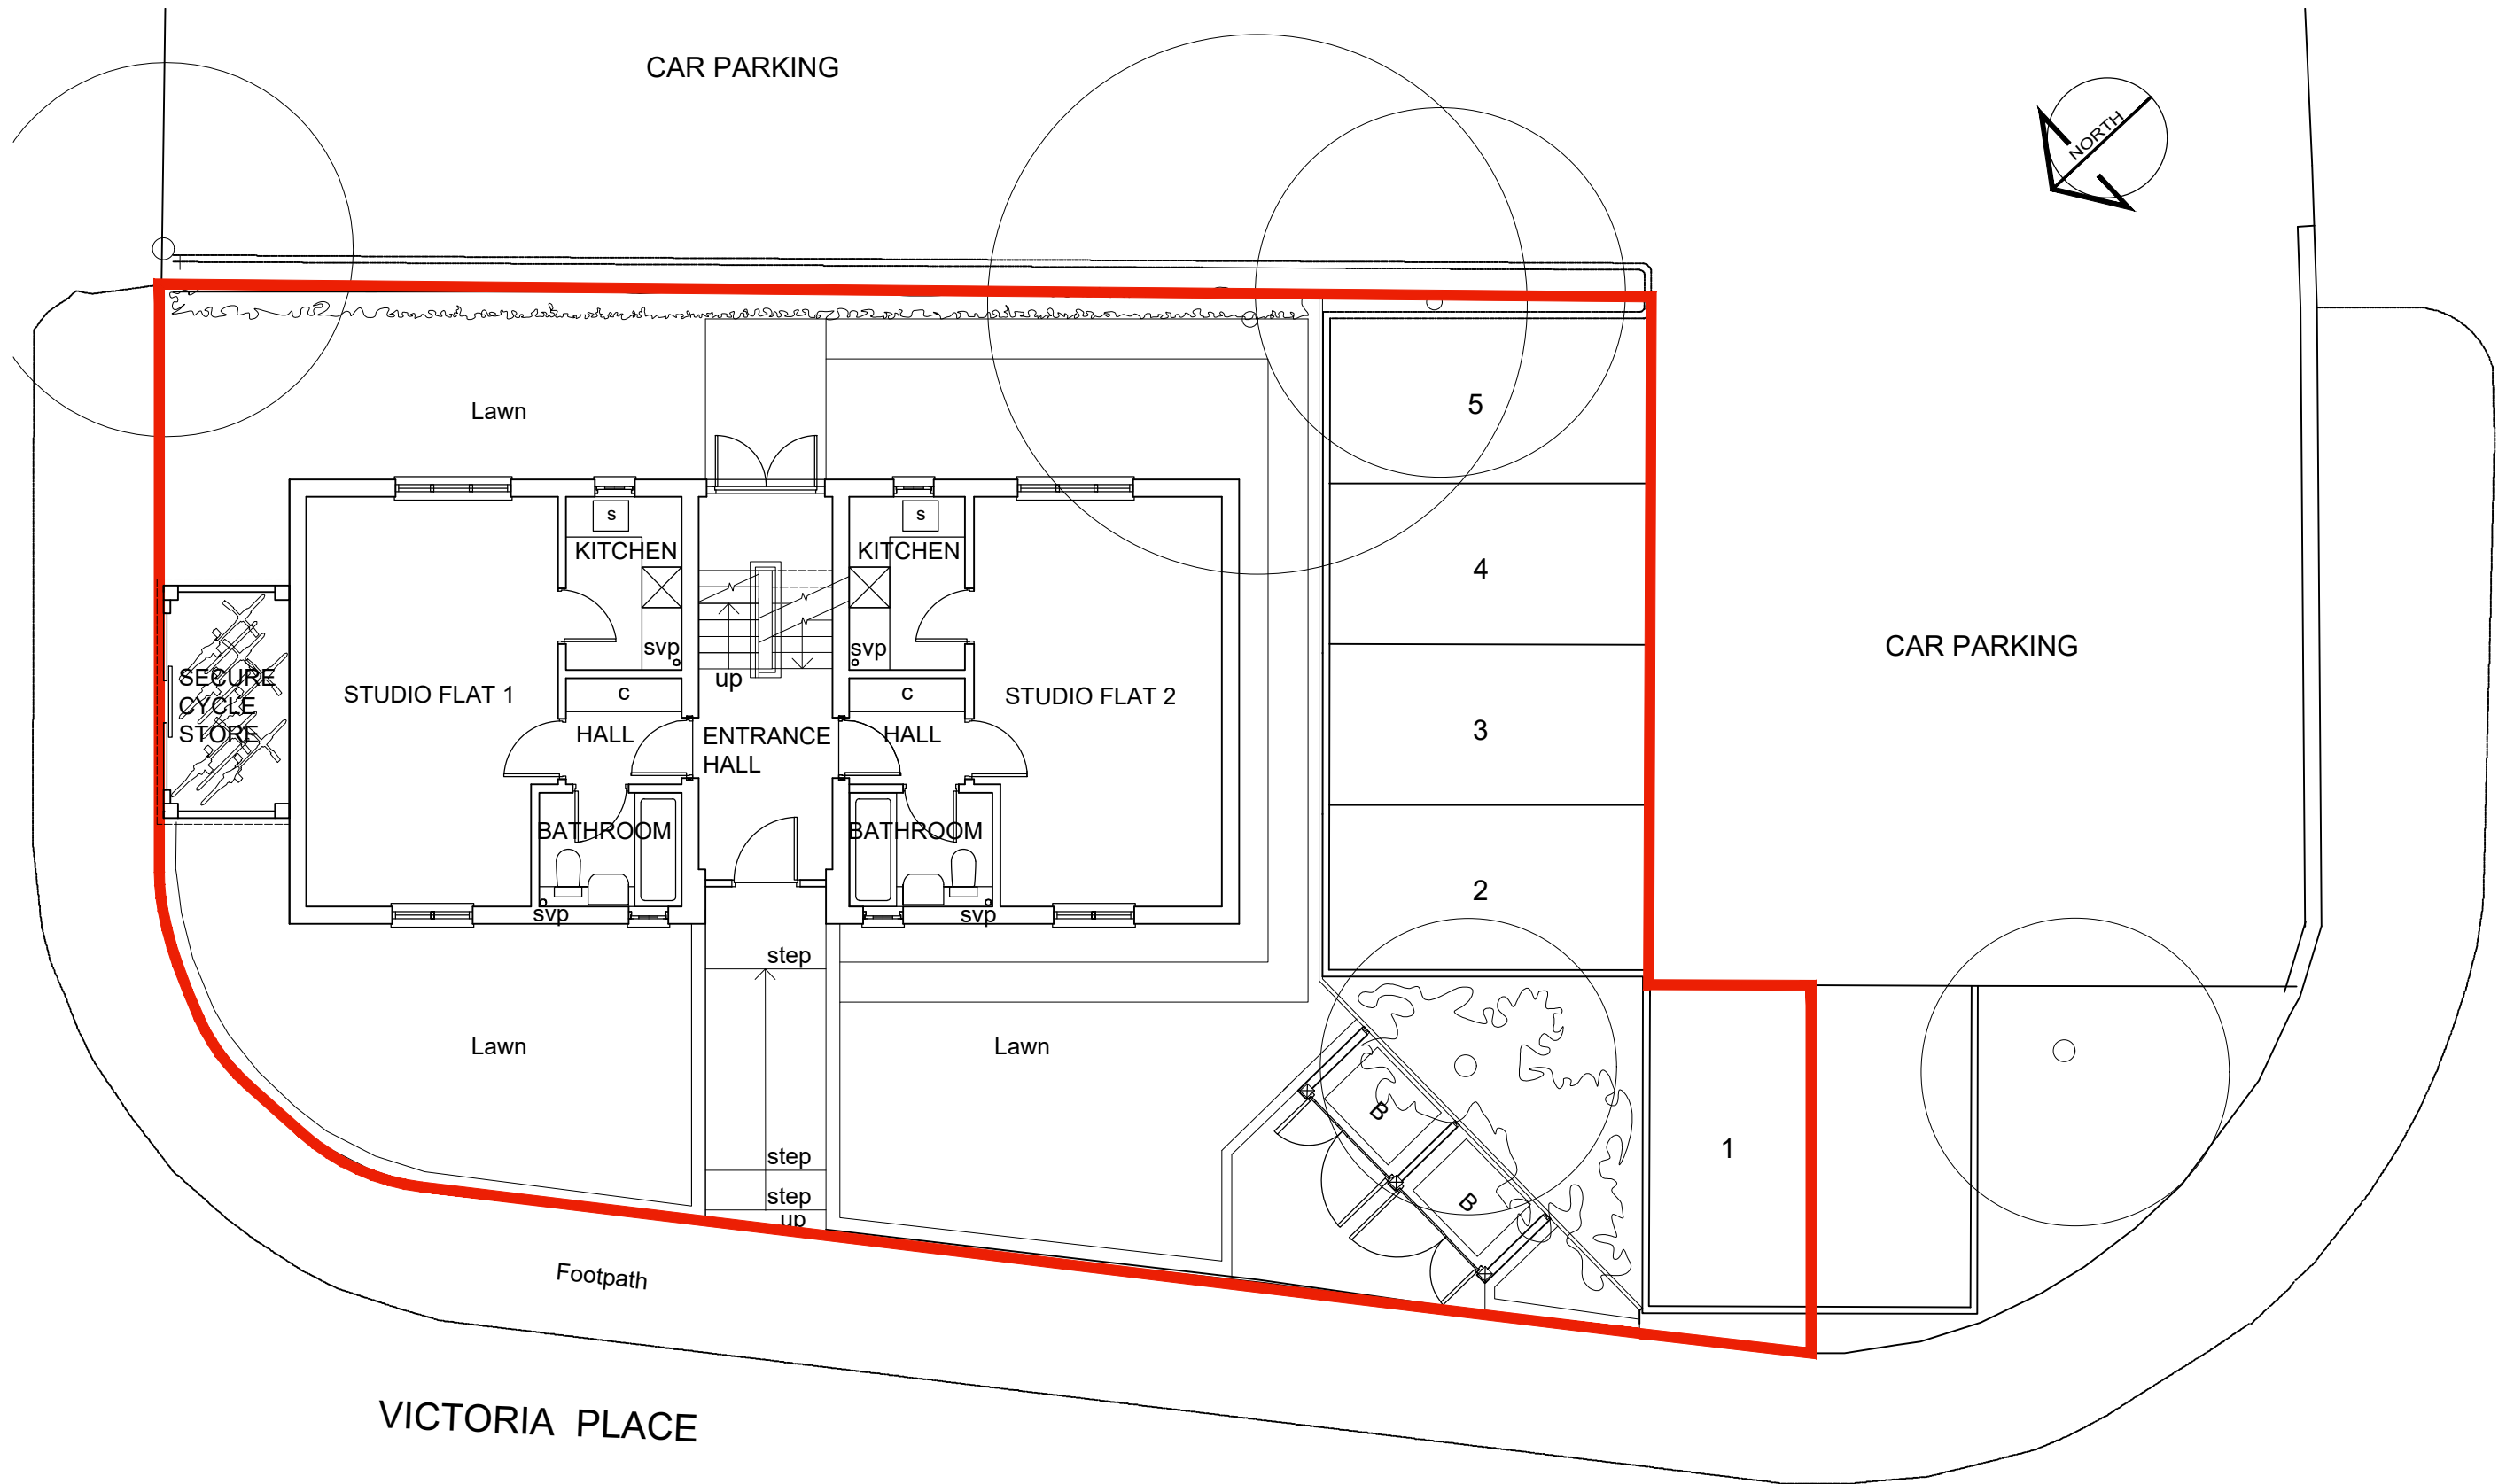 CAR PARKING
NORTH
Lawn
5
s
s
KITCHEN
KITCHEN
4
svp
svp
CAR PARKING
SECURE
CYCLE
STORE
STUDIO FLAT 1
up
c
c
STUDIO FLAT 2
HALL
ENTRANCE
HALL
HALL
3
BATHROOM
BATHROOM
2
svp
svp
step
Lawn
Lawn
B
1
step
step
B
up
Footpath
VICTORIA PLACE